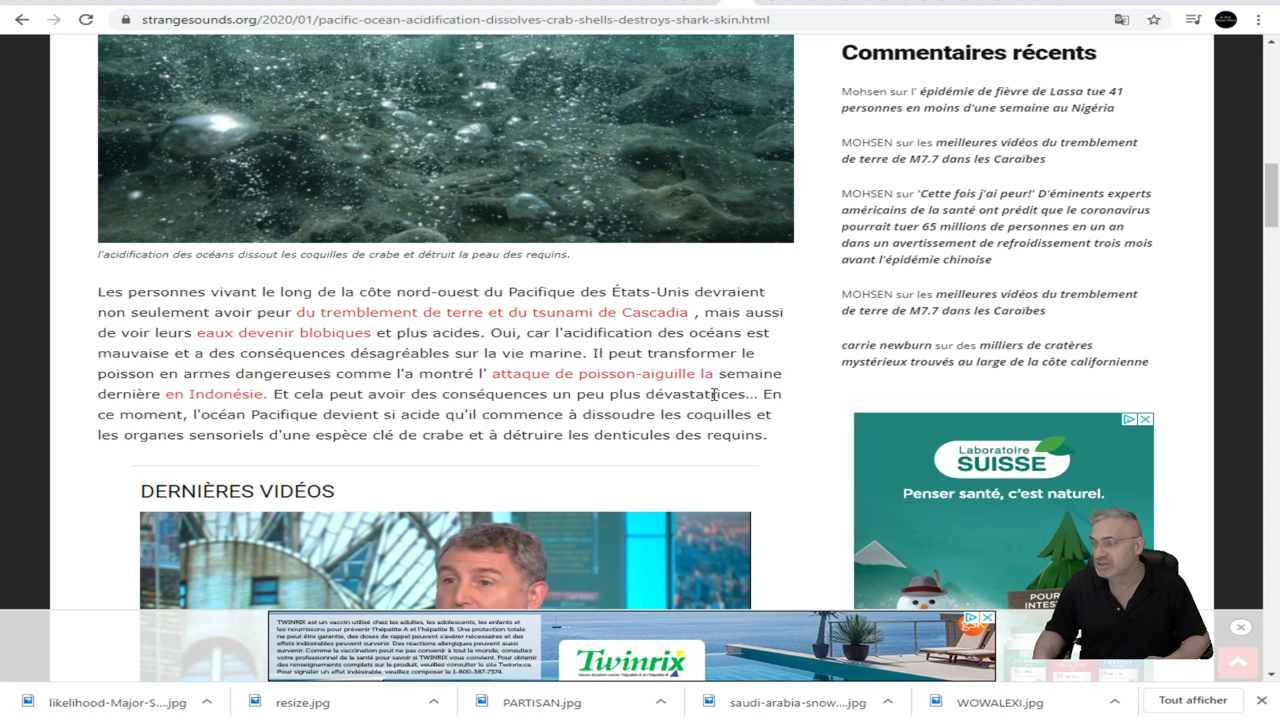 strangesounds.org/2020/01/pacific-ocean-acidification-dissolves-crab-shells-destroys-shark-skin.html
l'acidification des océans dissout les coquilles de crabe et détruit la peau des requins.
Les personnes vivant le long de la côte nord-ouest du Pacifique des États-Unis devraient
non seulement avoir peur du tremblement de terre et du tsunami de Cascadia , mais aussi
de voir leurs eaux devenir blobiques et plus acides. Oui, car l'acidification des océans est
mauvaise et a des conséquences désagréables sur la vie marine. Il peut transformer le
poisson en armes dangereuses comme l'a montré l' attaque de poisson-aiguille la semaine
dernière en Indonésie. Et cela peut avoir des conséquences un peu plus dévastatrices... En
ce moment, l'océan Pacifique devient si acide qu'il commence à dissoudre les coquilles et
les organes sensoriels d'une espèce clé de crabe et à détruire les denticules des requins.
DERNIÈRES VIDÉOS
Commentaires récents
Mohsen sur l' épidémie de fièvre de Lassa tue 41
personnes en moins d'une semaine au Nigéria
MOHSEN sur les meilleures vidéos du tremblement
de terre de M7.7 dans les Caraïbes
MOHSEN sur 'Cette fois j'ai peur!' D'éminents experts
américains de la santé ont prédit que le coronavirus
pourrait tuer 65 millions de personnes en un an
dans un avertissement de refroidissement trois mois
avant l'épidémie chinoise
MOHSEN sur les meilleures vidéos du tremblement
de terre de M7.7 dans les Caraïbes
carrie newburn sur des milliers de cratères
mystérieux trouvés au large de la côte californienne
Laboratoire
SUISSE
Penser santé, c'est naturel.
POUR
TWINRIX est un vaccin utilisé chez les adultes, les adolescents, les enfants et
les nourrissons pour prévenir l'hépatite A et l'hépatite B. Une protection totale
ne peut être garantie, des doses de rappel peuvent s'avérer nécessaires et des
effets indésirables peuvent survenir. Des réactions allergiques peuvent aussi
survenir. Comme la vaccination peut ne pas convenir à tout le monde, consultez
votre professionnel de la santé pour savoir si TWINRIX vous convient. Pour obtenir
des renseignements complets sur le produit, veuillez consulter le site Twinrix.ca.
Pour signaler un effet indésirable, veuillez composer le 1-800-387-7374.
Twinrix
likelihood-Major-S....jpg
resize.jpg
PARTISAN.jpg
saudi-arabia-snow....jpg
WOWALEXI.jpg
Tout afficher